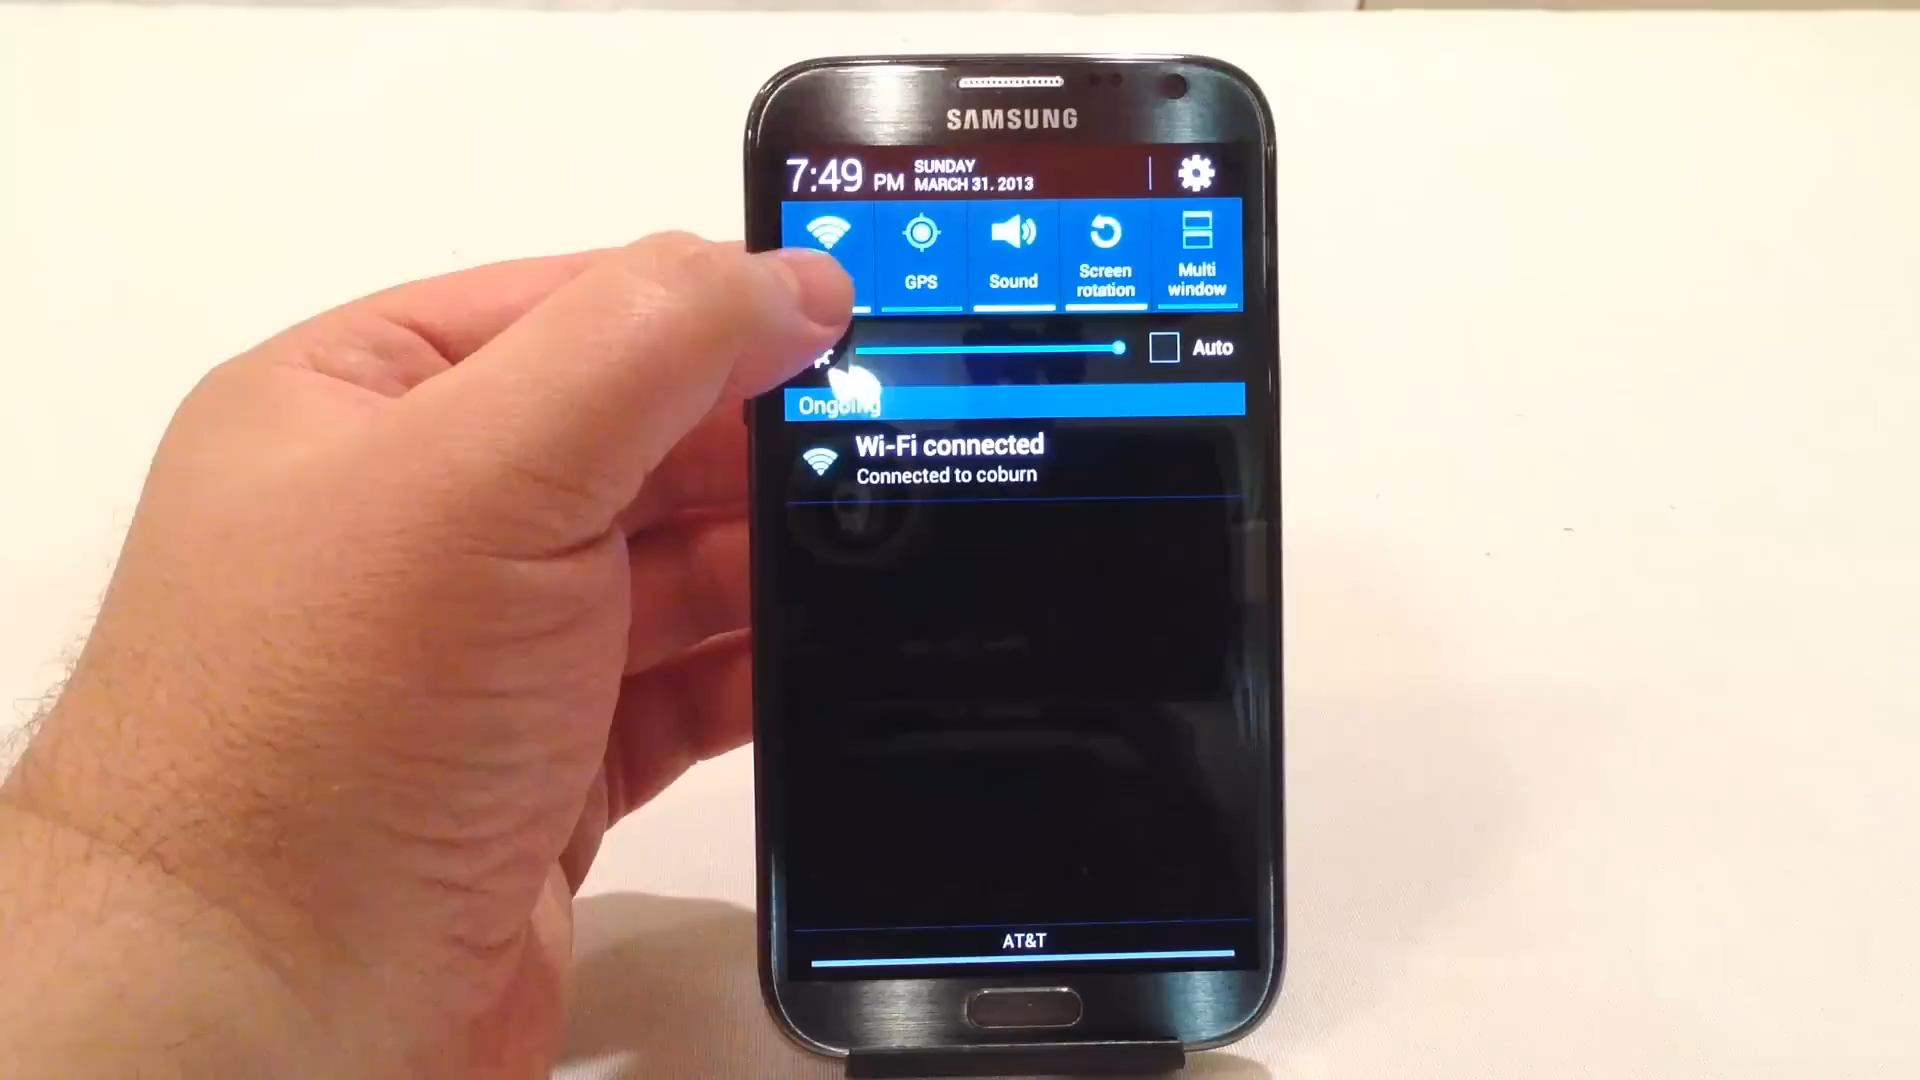 SAMSUNG
7:49 PM
SUNDAY
MARCH 31, 2013
GPS
Sound
Screen rotation
Multi window
Auto
Ongoing
Wi-Fi connected
Connected to coburn
AT&T